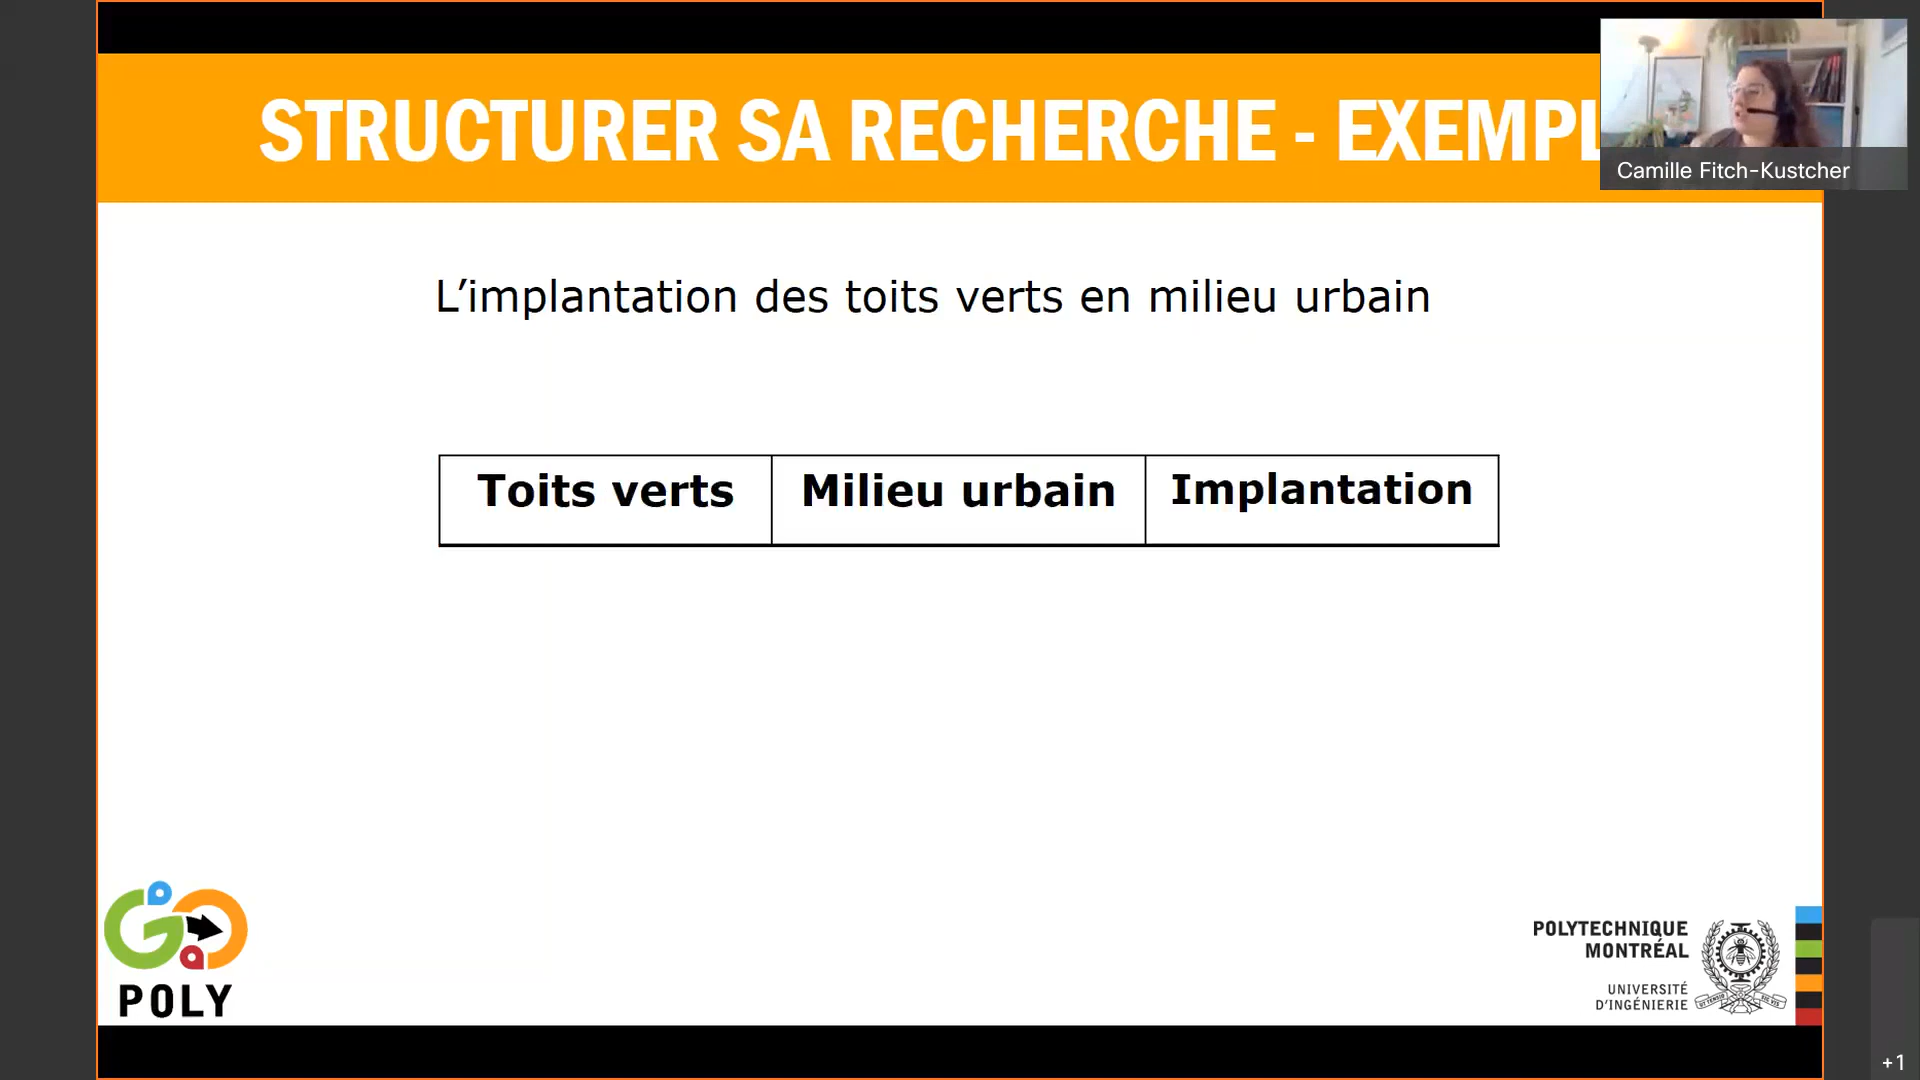 STRUCTURER SA RECHERCHE - EXEMPL
Camille Fitch-Kustcher
L’implantation des toits verts en milieu urbain
Toits verts
Milieu urbain
Implantation
POLY
POLYTECHNIQUE
MONTRÉAL
UNIVERSITÉ
D’INGÉNIERIE
+1